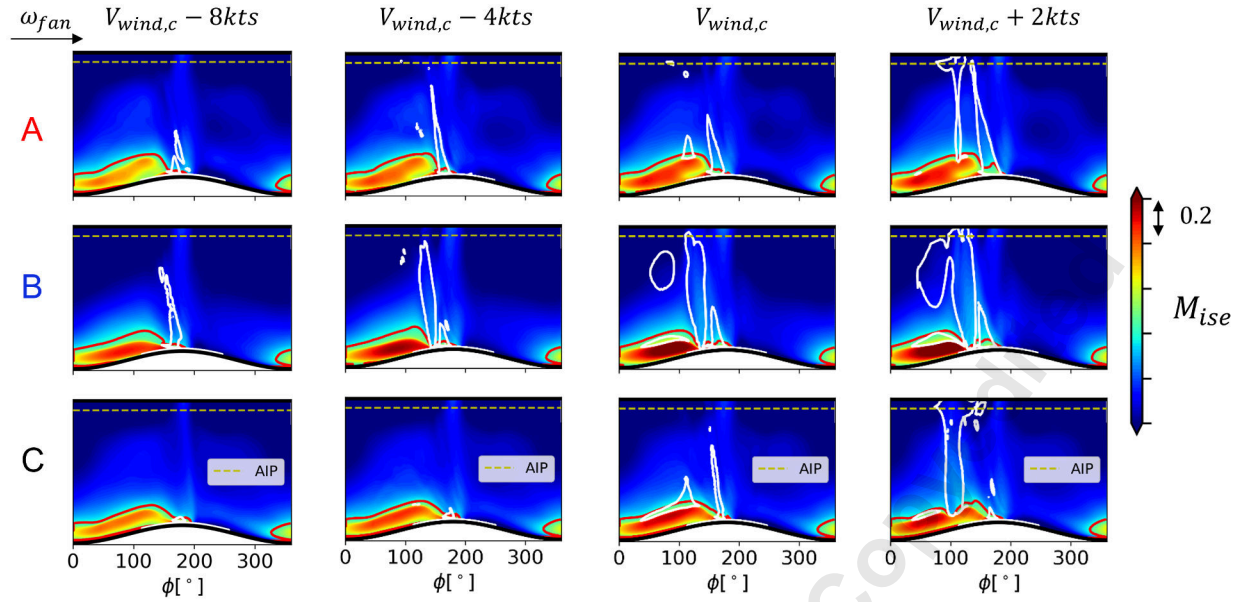 ω_fan V_wind,c − 8kts V_wind,c − 4kts V_wind,c V_wind,c + 2kts
A
0.2
B
M_ise
C
AIP AIP AIP AIP
0 100 200 300 0 100 200 300 0 100 200 300 0 100 200 300
ϕ[°] ϕ[°] ϕ[°] ϕ[°]